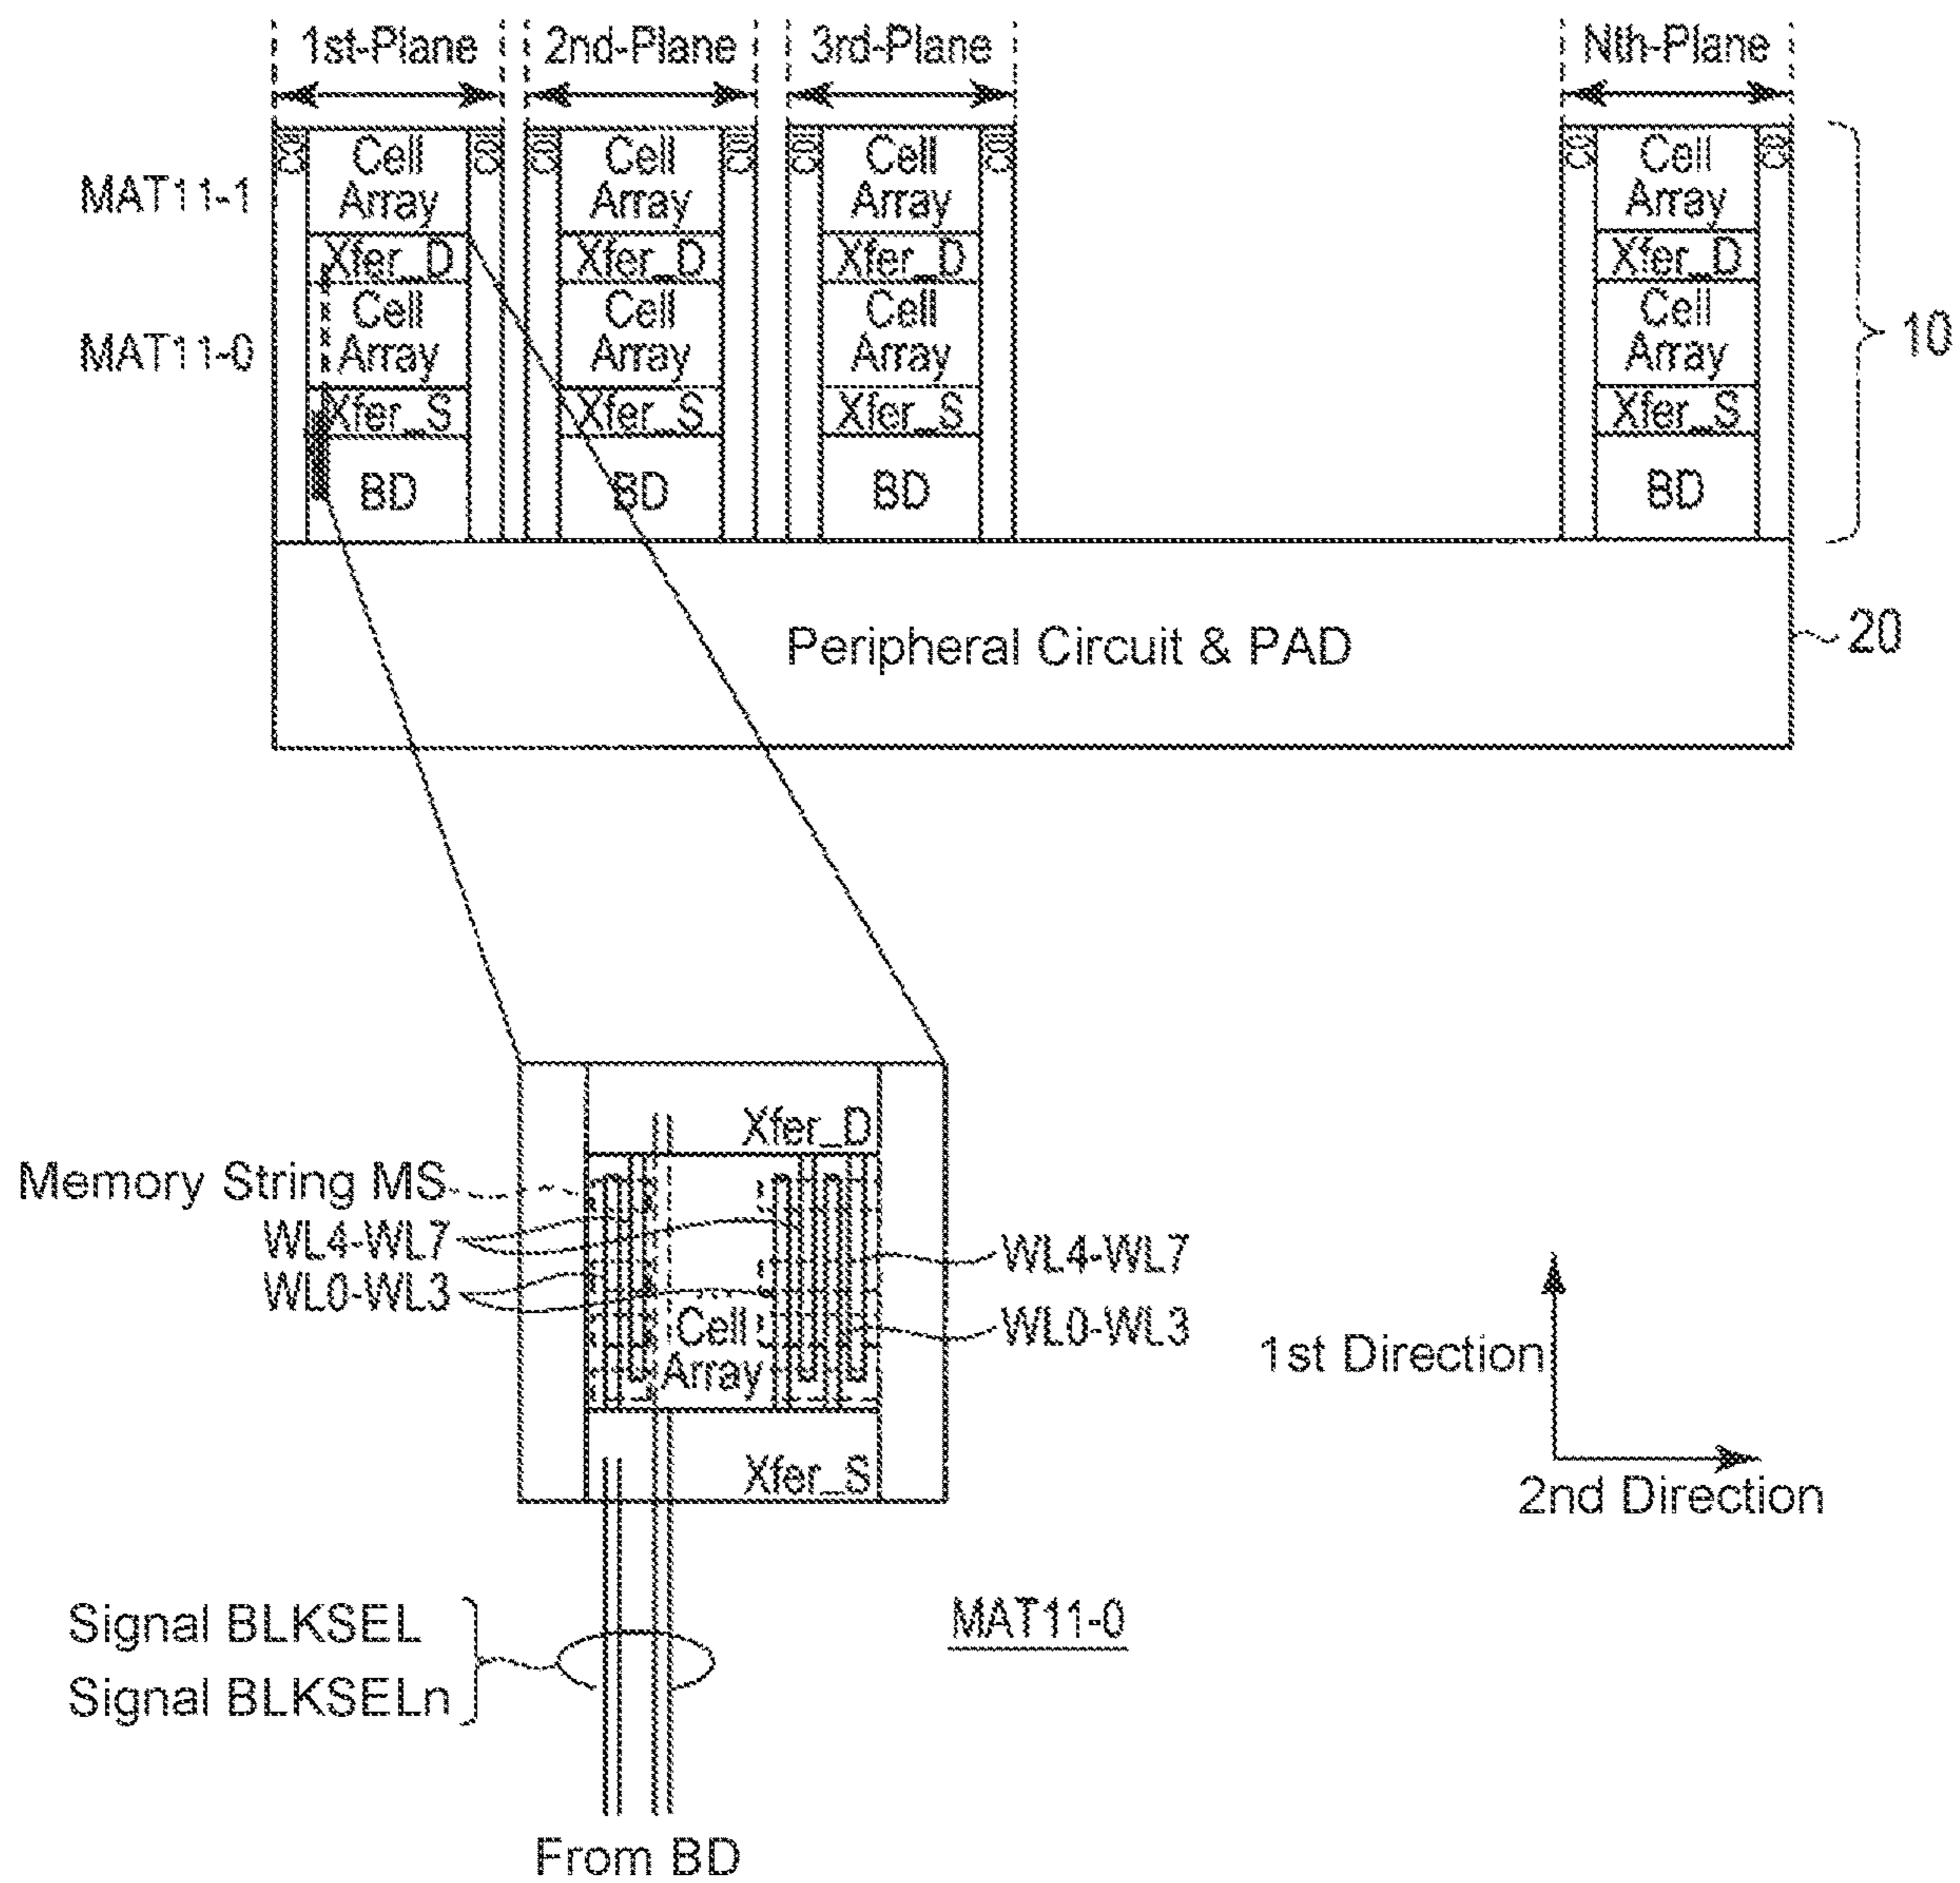 1st-Plane 2nd-Plane 3rd-Plane Nth-Plane
Cell Array Cell Array Cell Array Cell Array
MAT11-1
Xfer_D Xfer_D Xfer_D Xfer_D
Cell Array Cell Array Cell Array Cell Array
MAT11-0
10
Xfer_S Xfer_S Xfer_S Xfer_S
BD BD BD BD
Peripheral Circuit & PAD
20
Xfer_D
Memory String MS
WL4-WL7
WL4-WL7
WL0-WL3
WL0-WL3
Cell
Array
Xfer_S
1st Direction
2nd Direction
Signal BLKSEL
Signal BLKSELn
MAT11-0
From BD